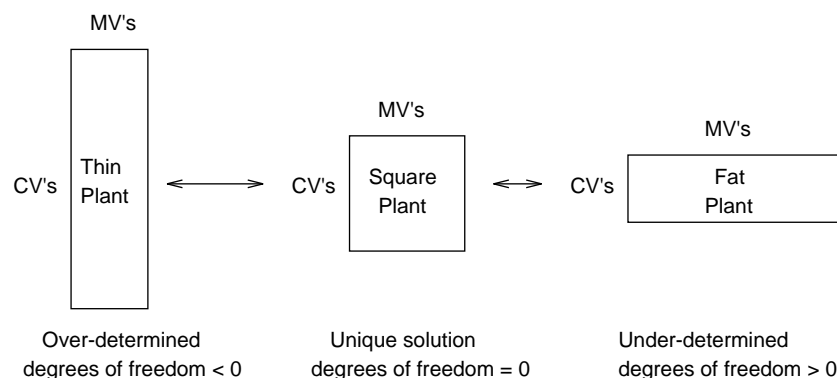 MV's
CV's
Thin
Plant
MV's
CV's
Square
Plant
MV's
CV's
Fat
Plant
Over-determined
degrees of freedom < 0
Unique solution
degrees of freedom = 0
Under-determined
degrees of freedom > 0